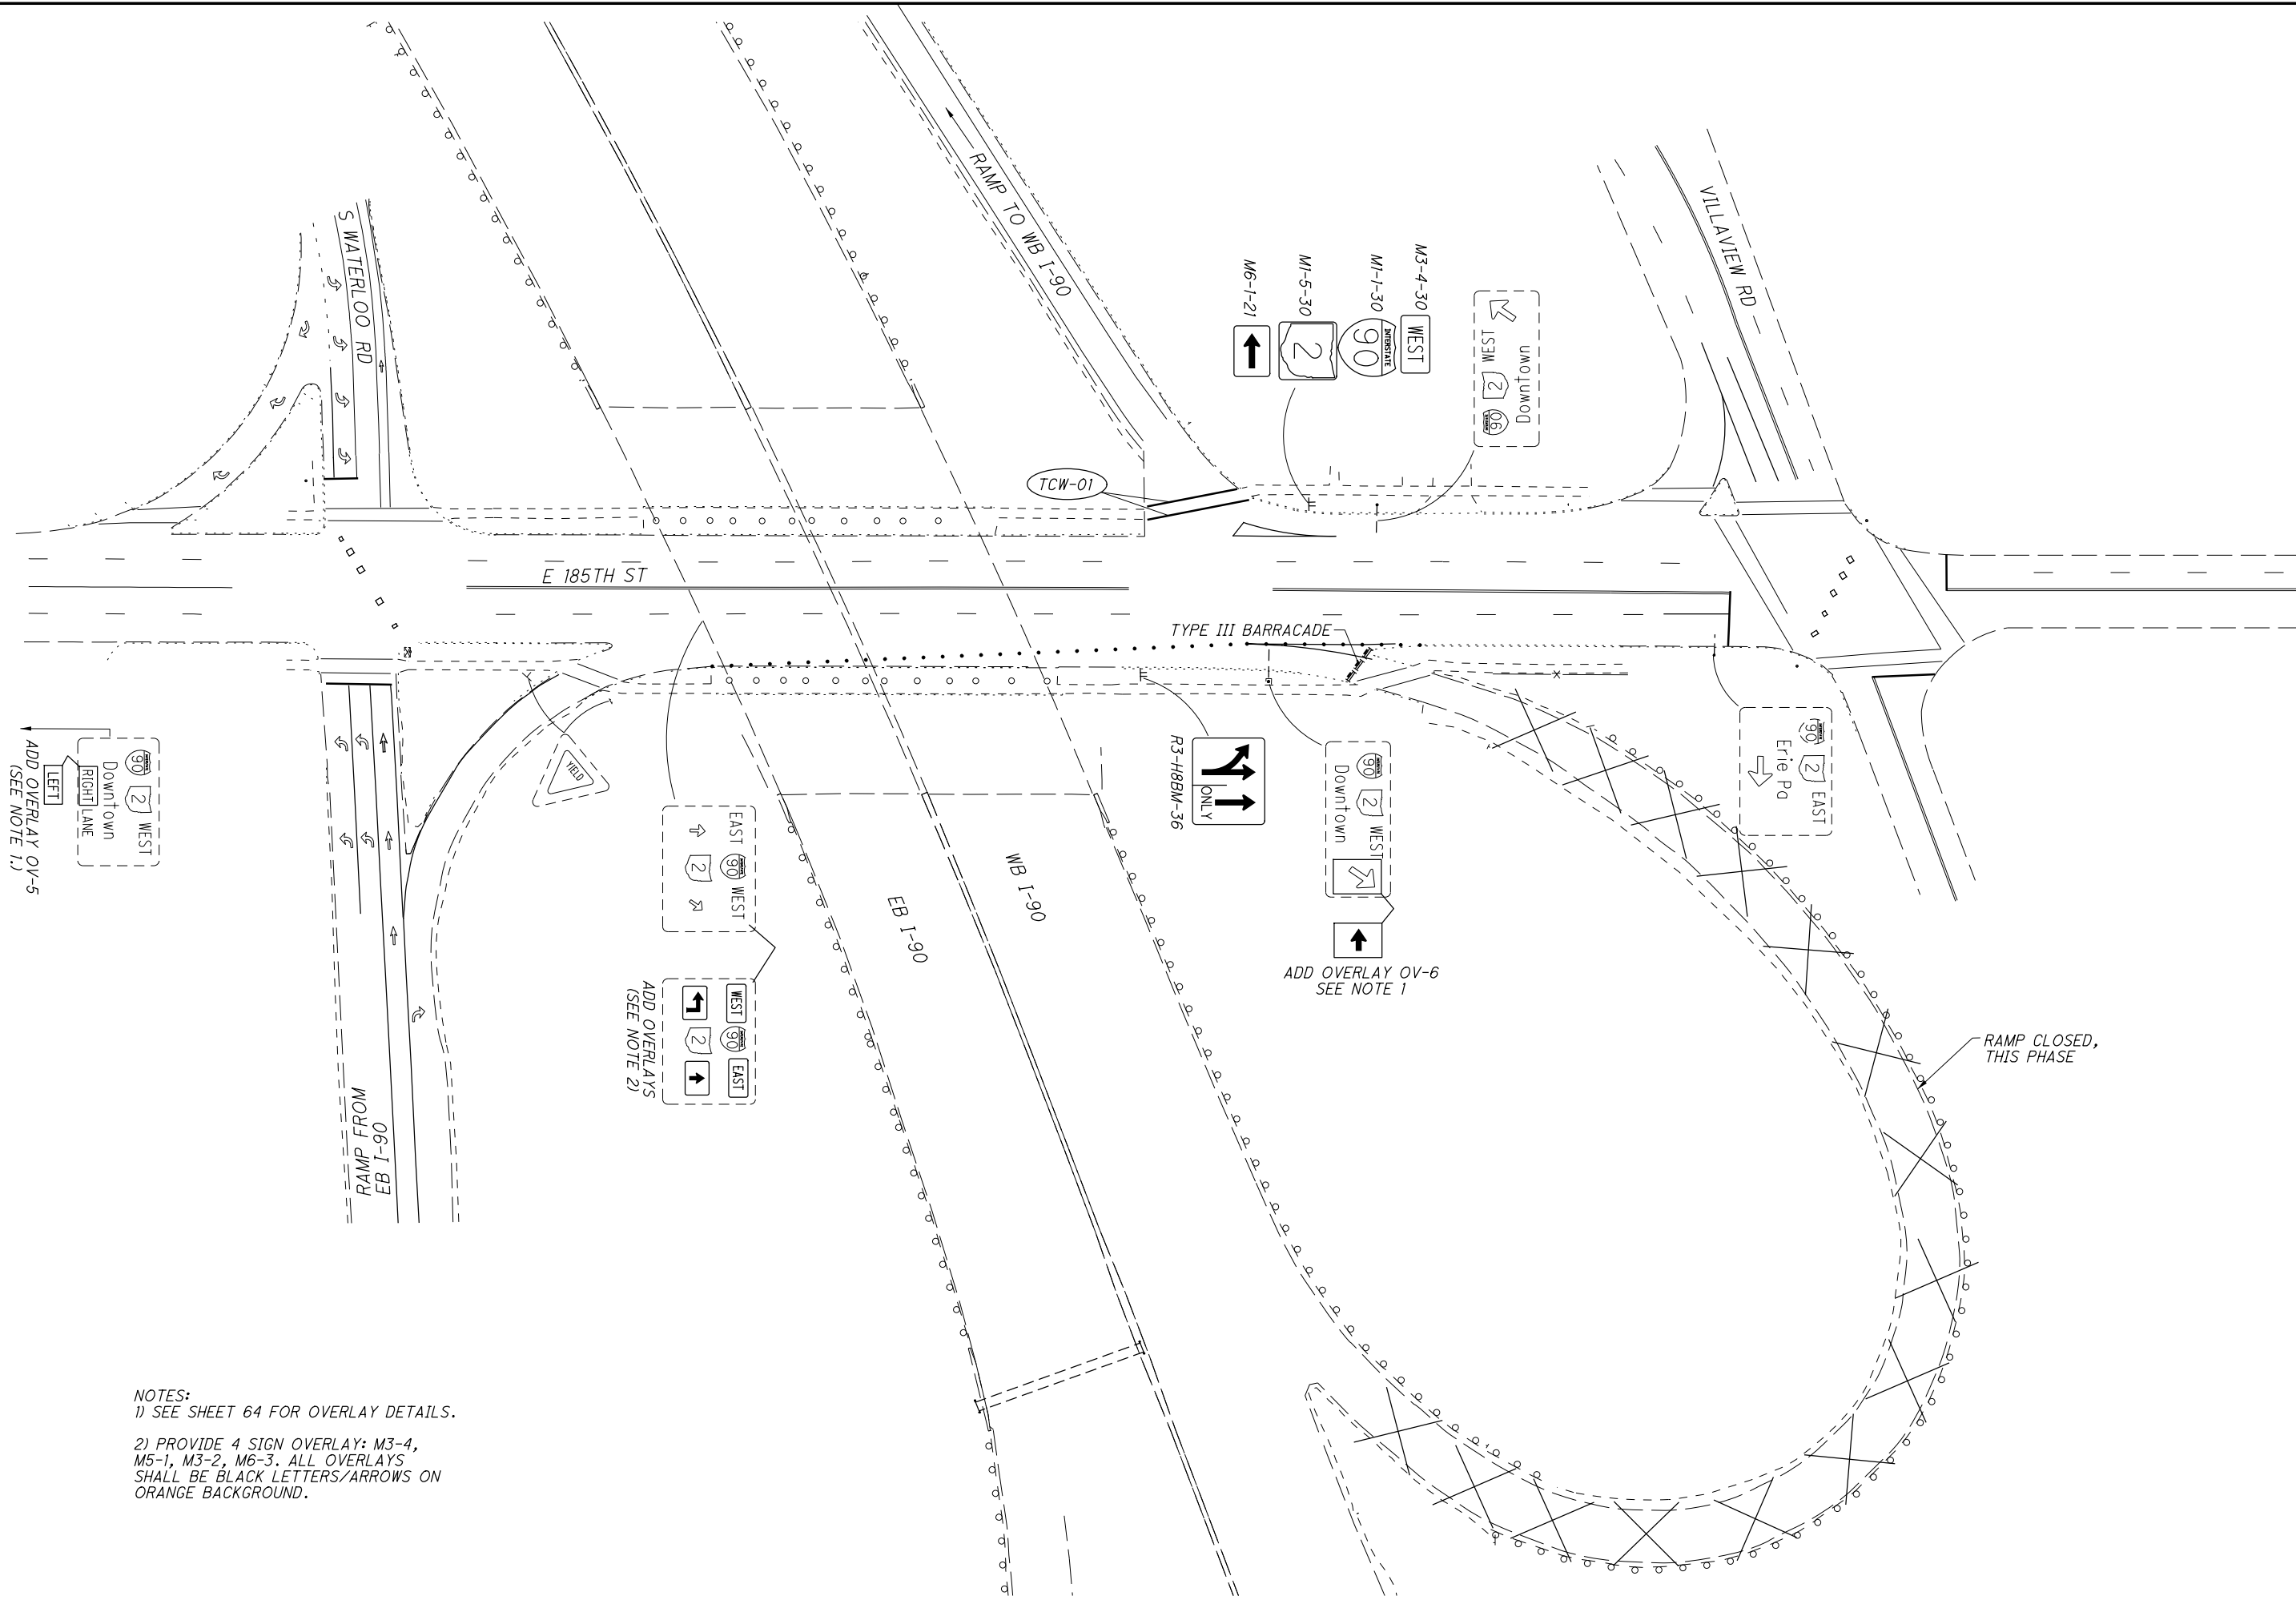 S WATERLOO RD
RAMP TO WB I-90
M6-1-21
M1-5-30
M1-1-30
M3-4-30
2
INTERSTATE
90
WEST
WEST 2 90
Downtown
VILLAVIEW RD
TCW-01
E 185TH ST
TYPE III BARRACADE
90 2 WEST
Downtown
RIGHT LANE
LEFT
ADD OVERLAY OV-5
(SEE NOTE 1.)
YIELD
EAST 90 WEST
2
WEST 90 EAST
2
ADD OVERLAYS
(SEE NOTE 2)
EB I-90
WB I-90
ONLY
R3-H8BM-36
90 2 WEST
Downtown
ADD OVERLAY OV-6
SEE NOTE 1
90 2 EAST
Erie Pa
RAMP CLOSED,
THIS PHASE
RAMP FROM
EB I-90
NOTES:
1) SEE SHEET 64 FOR OVERLAY DETAILS.
2) PROVIDE 4 SIGN OVERLAY: M3-4,
M5-1, M3-2, M6-3. ALL OVERLAYS
SHALL BE BLACK LETTERS/ARROWS ON
ORANGE BACKGROUND.